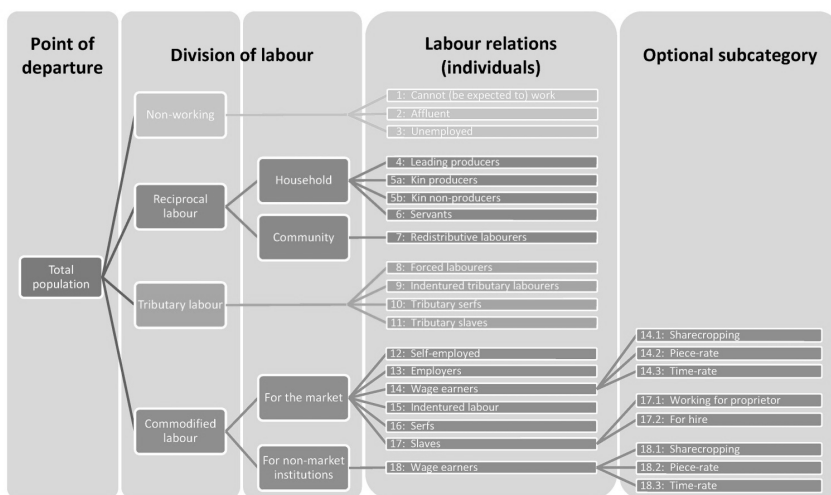 Point of
departure
Division of labour
Labour relations
(individuals)
Optional subcategory
Total
population
Non-working
Reciprocal
labour
Tributary labour
Commodified
labour
Household
Community
For the market
For non-market
institutions
1: Cannot (be expected to) work
2: Affluent
3: Unemployed
4: Leading producers
5a: Kin producers
5b: Kin non-producers
6: Servants
7: Redistributive labourers
8: Forced labourers
9: Indentured tributary labourers
10: Tributary serfs
11: Tributary slaves
12: Self-employed
13: Employers
14: Wage earners
15: Indentured labour
16: Serfs
17: Slaves
18: Wage earners
14.1: Sharecropping
14.2: Piece-rate
14.3: Time-rate
17.1: Working for proprietor
17.2: For hire
18.1: Sharecropping
18.2: Piece-rate
18.3: Time-rate